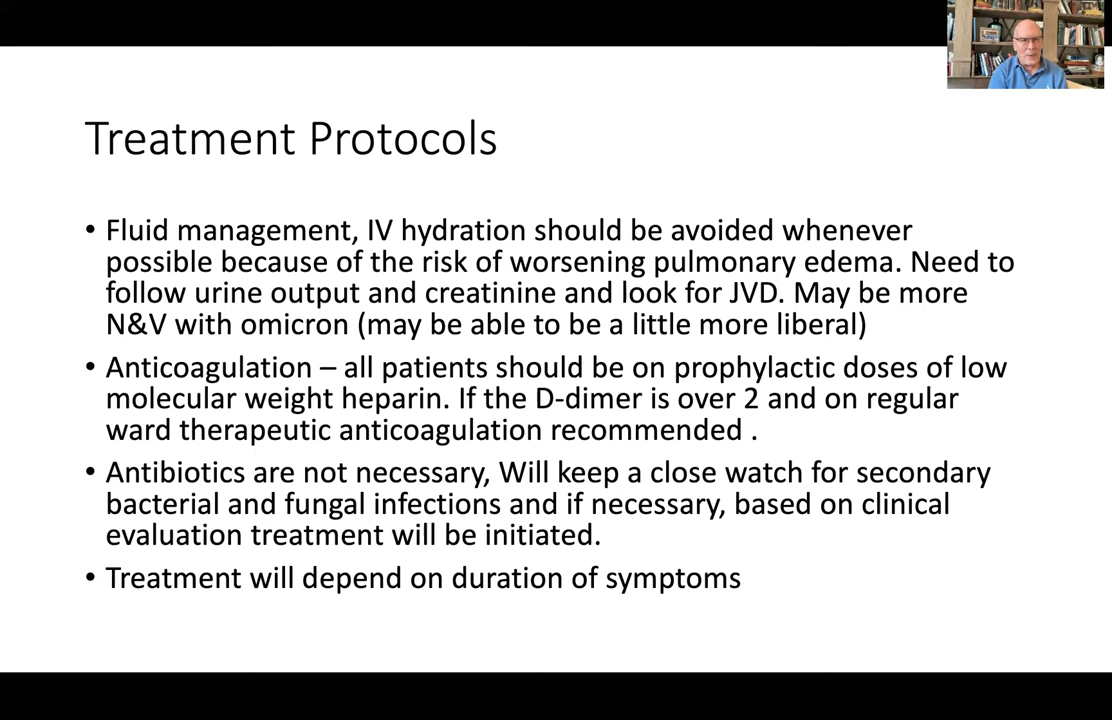 Treatment Protocols
• Fluid management, IV hydration should be avoided whenever
possible because of the risk of worsening pulmonary edema. Need to
follow urine output and creatinine and look for JVD. May be more
N&V with omicron (may be able to be a little more liberal)
• Anticoagulation – all patients should be on prophylactic doses of low
molecular weight heparin. If the D-dimer is over 2 and on regular
ward therapeutic anticoagulation recommended .
• Antibiotics are not necessary, Will keep a close watch for secondary
bacterial and fungal infections and if necessary, based on clinical
evaluation treatment will be initiated.
• Treatment will depend on duration of symptoms